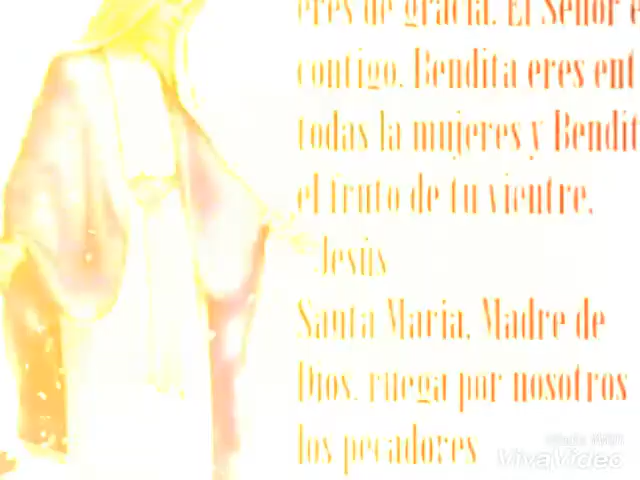 eres de gracia. El Señor e
contigo. Bendita eres ent
todas la mujeres y Bendit
el fruto de tu vientre,
Jesús
Santa Maria, Madre de
Dios, ruega por nosotros
los pecadores
VivaVideo